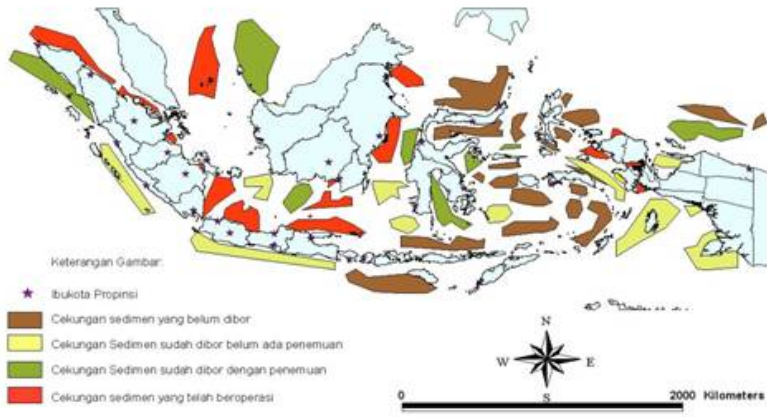 Keterangan Gambar:
Ibukota Propinsi
Cekungan sedimen yang belum dibor
Cekungan Sedimen sudah dibor belum ada penemuan
Cekungan Sedimen sudah dibor dengan penemuan
Cekungan sedimen yang telah beroperasi
N
W E
S
0 2000 Kilometers